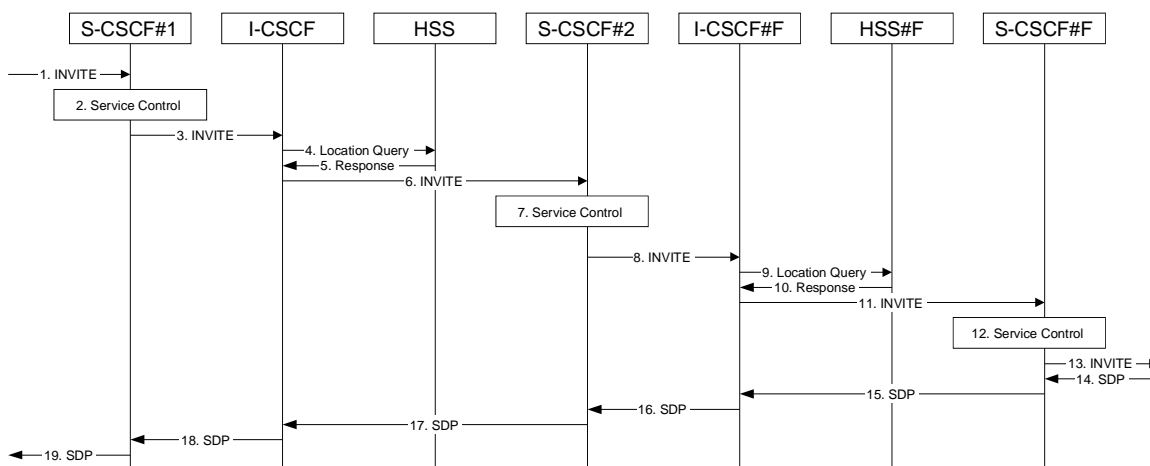 S-CSCF#1
I-CSCF
HSS
S-CSCF#2
I-CSCF#F
HSS#F
S-CSCF#F
1. INVITE
2. Service Control
3. INVITE
4. Location Query
5. Response
6. INVITE
7. Service Control
8. INVITE
9. Location Query
10. Response
11. INVITE
12. Service Control
13. INVITE
14. SDP
15. SDP
16. SDP
17. SDP
18. SDP
19. SDP